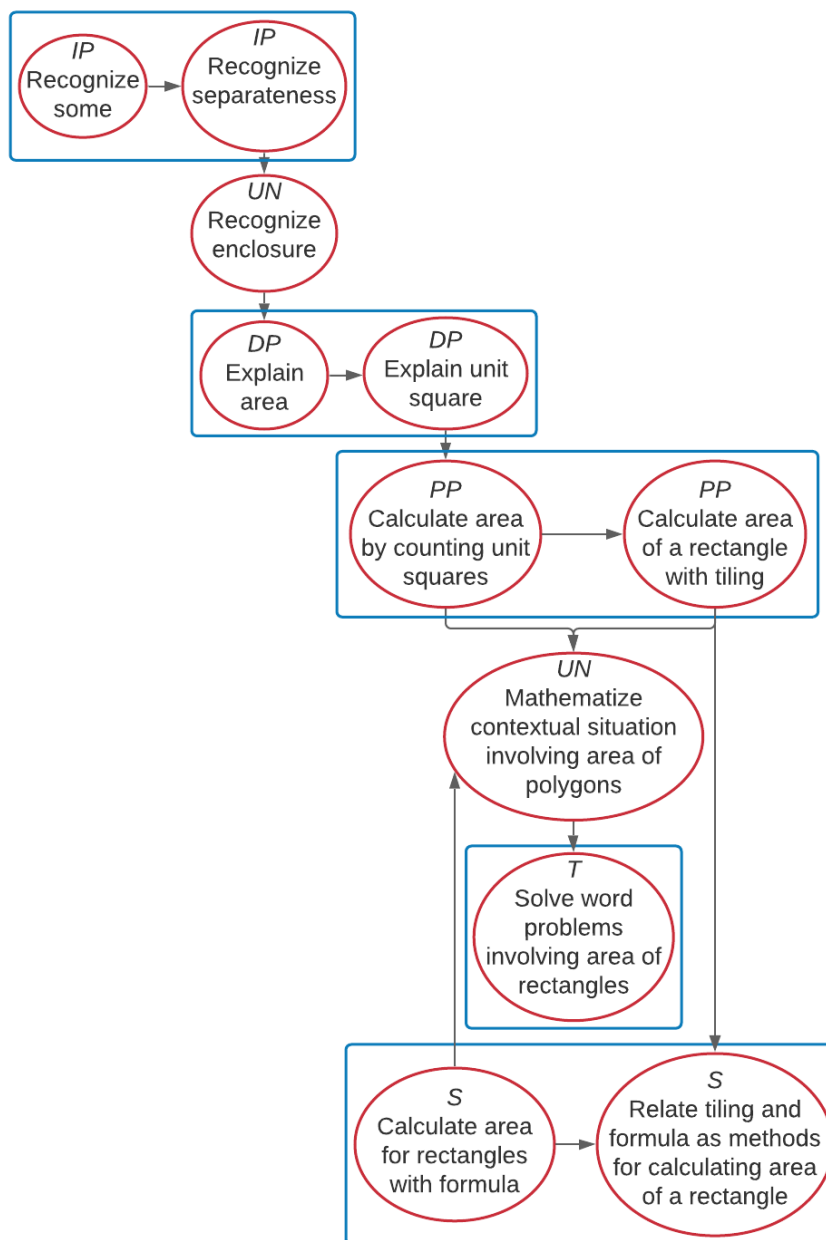 IP
Recognize
some
IP
Recognize
separateness
UN
Recognize
enclosure
DP
Explain
area
DP
Explain unit
square
PP
Calculate area
by counting unit
squares
PP
Calculate area
of a rectangle
with tiling
UN
Mathematize
contextual situation
involving area of
polygons
T
Solve word
problems
involving area of
rectangles
S
Calculate area
for rectangles
with formula
S
Relate tiling and
formula as methods
for calculating area
of a rectangle